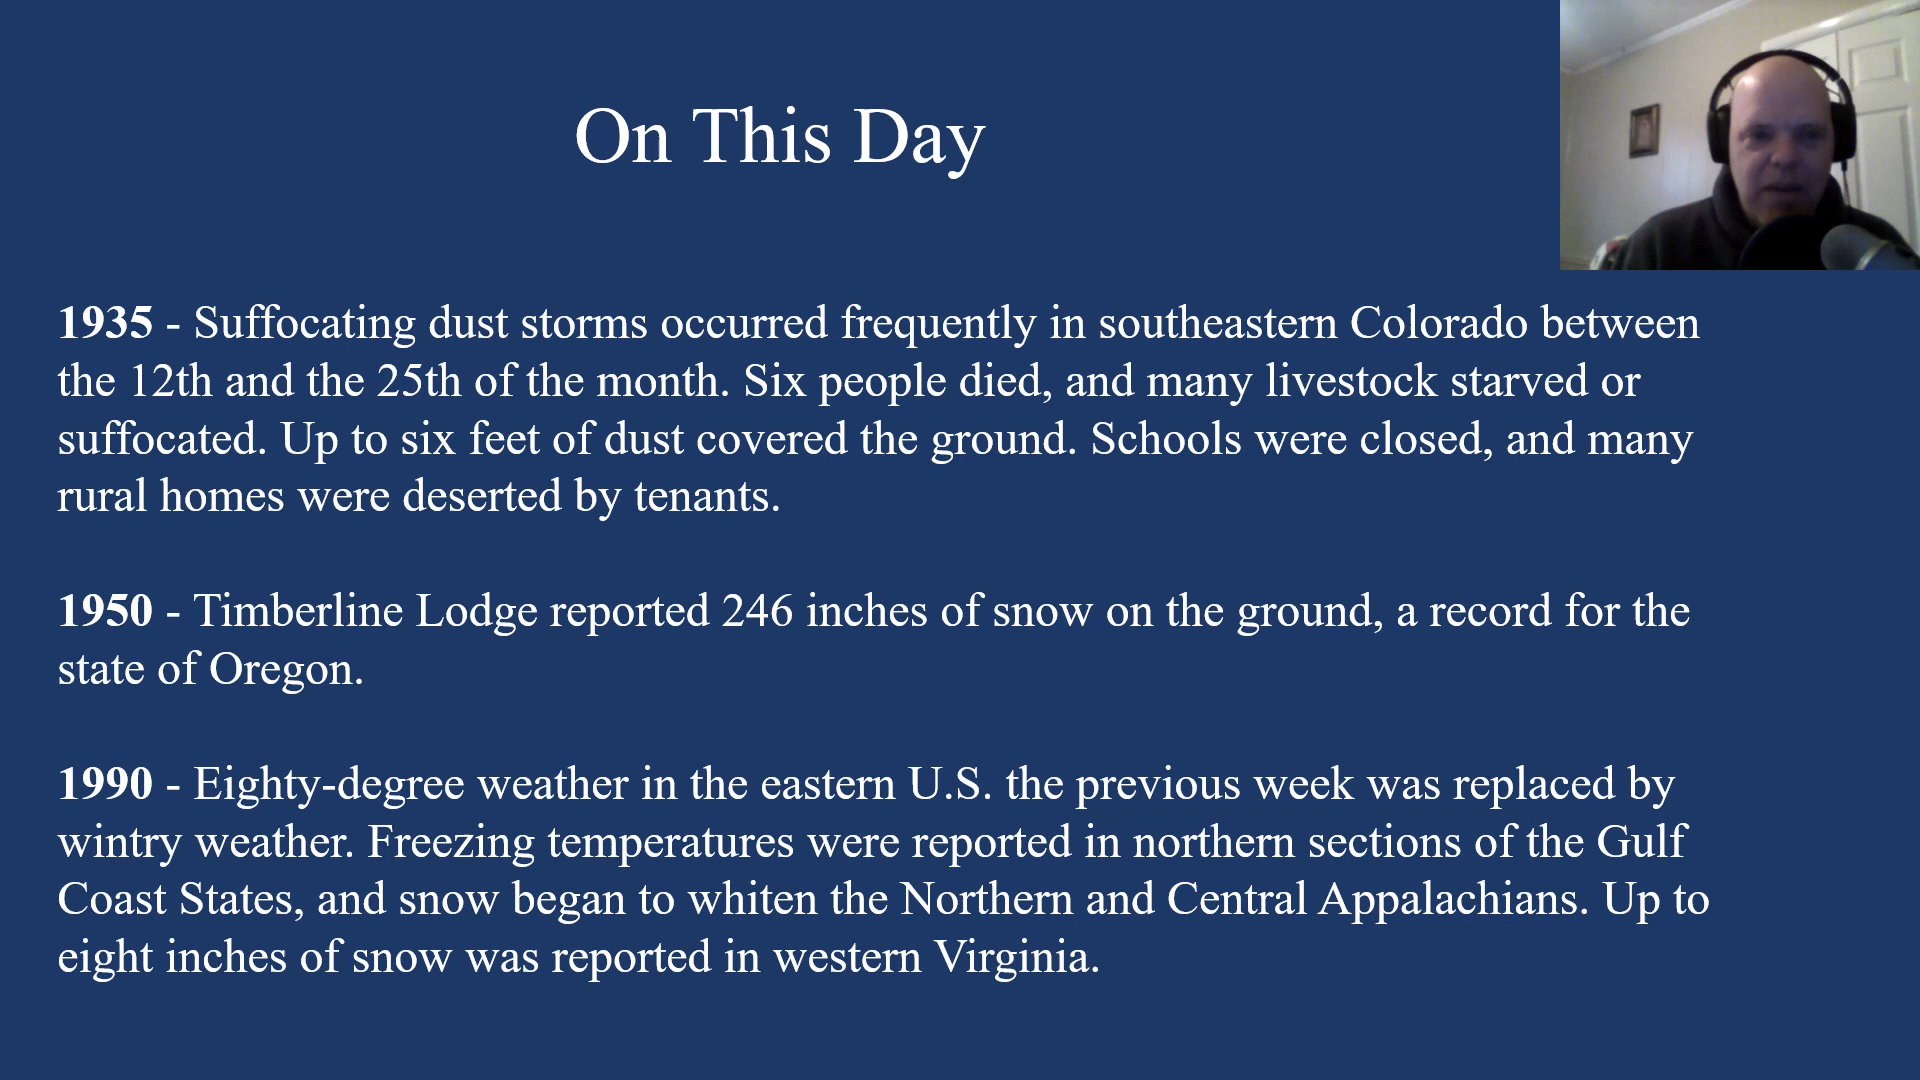 On This Day
1935 - Suffocating dust storms occurred frequently in southeastern Colorado between
the 12th and the 25th of the month. Six people died, and many livestock starved or
suffocated. Up to six feet of dust covered the ground. Schools were closed, and many
rural homes were deserted by tenants.
1950 - Timberline Lodge reported 246 inches of snow on the ground, a record for the
state of Oregon.
1990 - Eighty-degree weather in the eastern U.S. the previous week was replaced by
wintry weather. Freezing temperatures were reported in northern sections of the Gulf
Coast States, and snow began to whiten the Northern and Central Appalachians. Up to
eight inches of snow was reported in western Virginia.